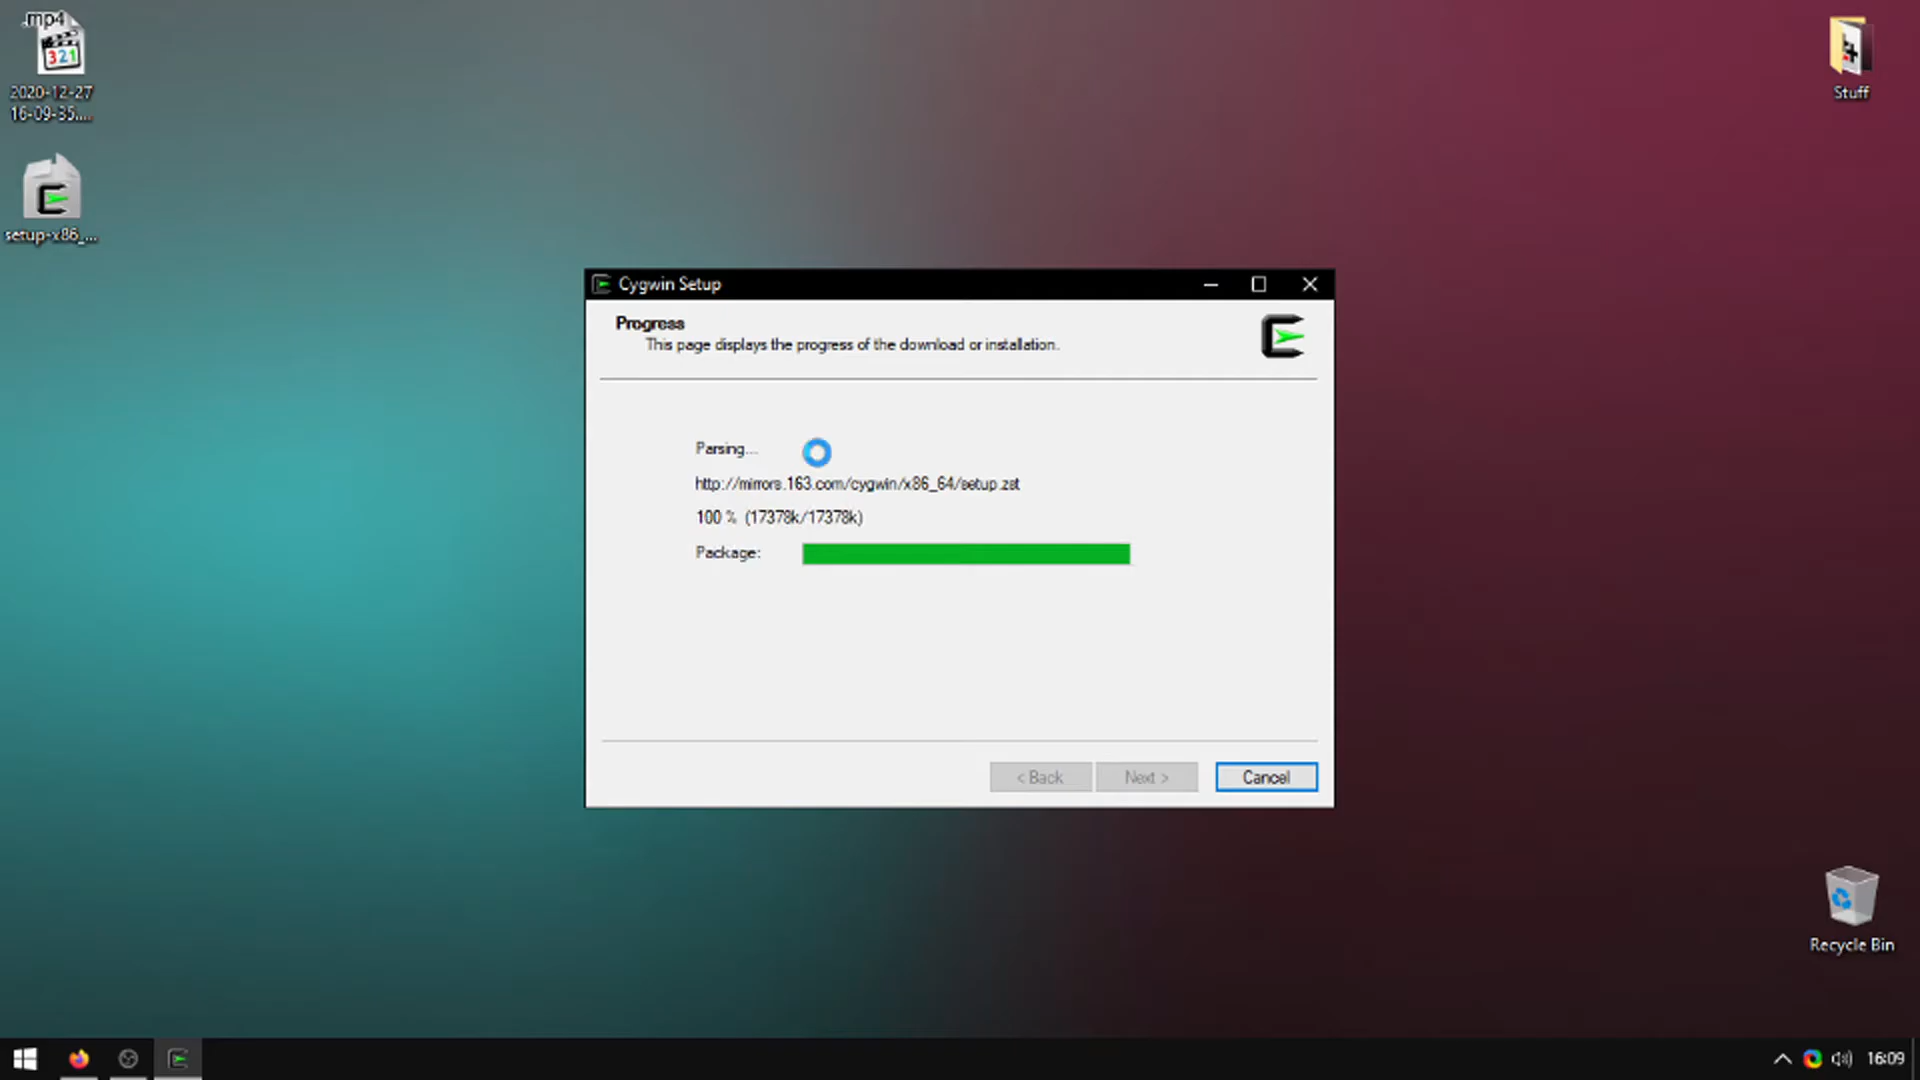 mp4
321
2020-12-27
16-09-35....
setup-x86_...
Stuff
Cygwin Setup
Progress
This page displays the progress of the download or installation.
Parsing...
http://mirrors.163.com/cygwin/x86_64/setup.zst
100 % (17378k/17378k)
Package:
< Back
Next >
Cancel
Recycle Bin
16:09